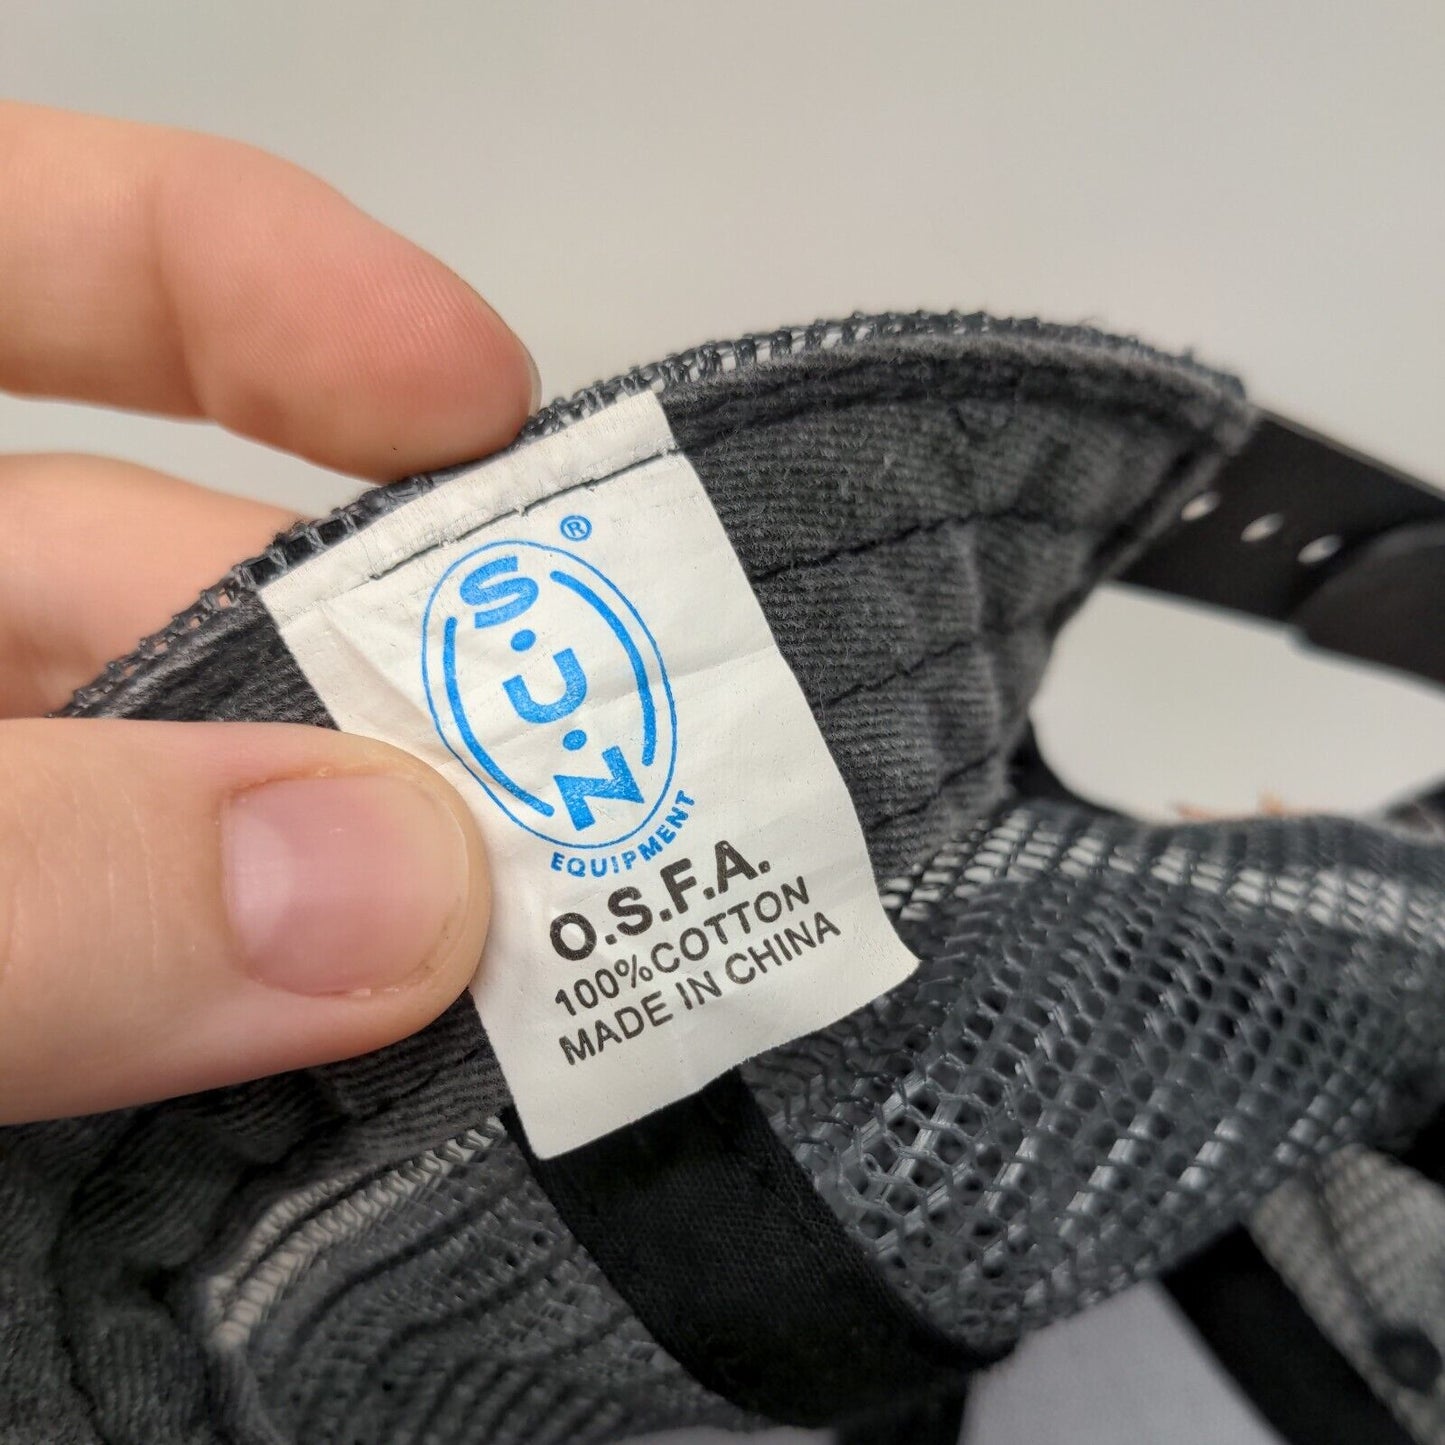 ®
S.U.N
EQUIPMENT
O.S.F.A.
100%COTTON
MADE IN CHINA